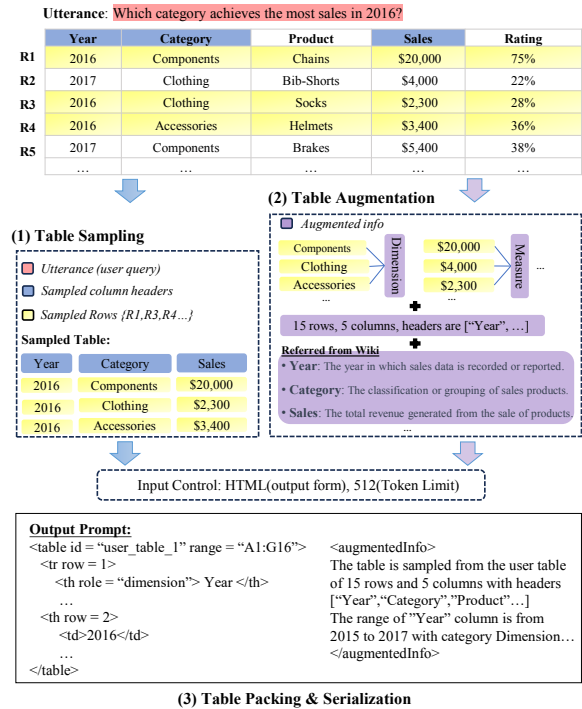 Utterance: Which category achieves the most sales in 2016?
Year Category Product Sales Rating
R1 2016 Components Chains $20,000 75%
R2 2017 Clothing Bib-Shorts $4,000 22%
R3 2016 Clothing Socks $2,300 28%
R4 2016 Accessories Helmets $3,400 36%
R5 2017 Components Brakes $5,400 38%
… … … … …
(1) Table Sampling
Utterance (user query)
Sampled column headers
Sampled Rows {R1,R3,R4…}
Sampled Table:
Year Category Sales
2016 Components $20,000
2016 Clothing $2,300
2016 Accessories $3,400
(2) Table Augmentation
Augmented info
Components $20,000
Clothing Dimension $4,000 Measure …
Accessories $2,300
… …
15 rows, 5 columns, headers are [“Year”, …]
Referred from Wiki
• Year: The year in which sales data is recorded or reported.
• Category: The classification or grouping of sales products.
• Sales: The total revenue generated from the sale of products.
…
Input Control: HTML(output form), 512(Token Limit)
Output Prompt:
<table id = “user_table_1” range = “A1:G16”>
<tr row = 1>
<th role = “dimension”> Year </th>
…
<th row = 2>
<td>2016</td>
…
</table>
<augmentedInfo>
The table is sampled from the user table
of 15 rows and 5 columns with headers
[“Year”,“Category”,”Product”…]
The range of ”Year” column is from
2015 to 2017 with category Dimension…
</augmentedInfo>
(3) Table Packing & Serialization